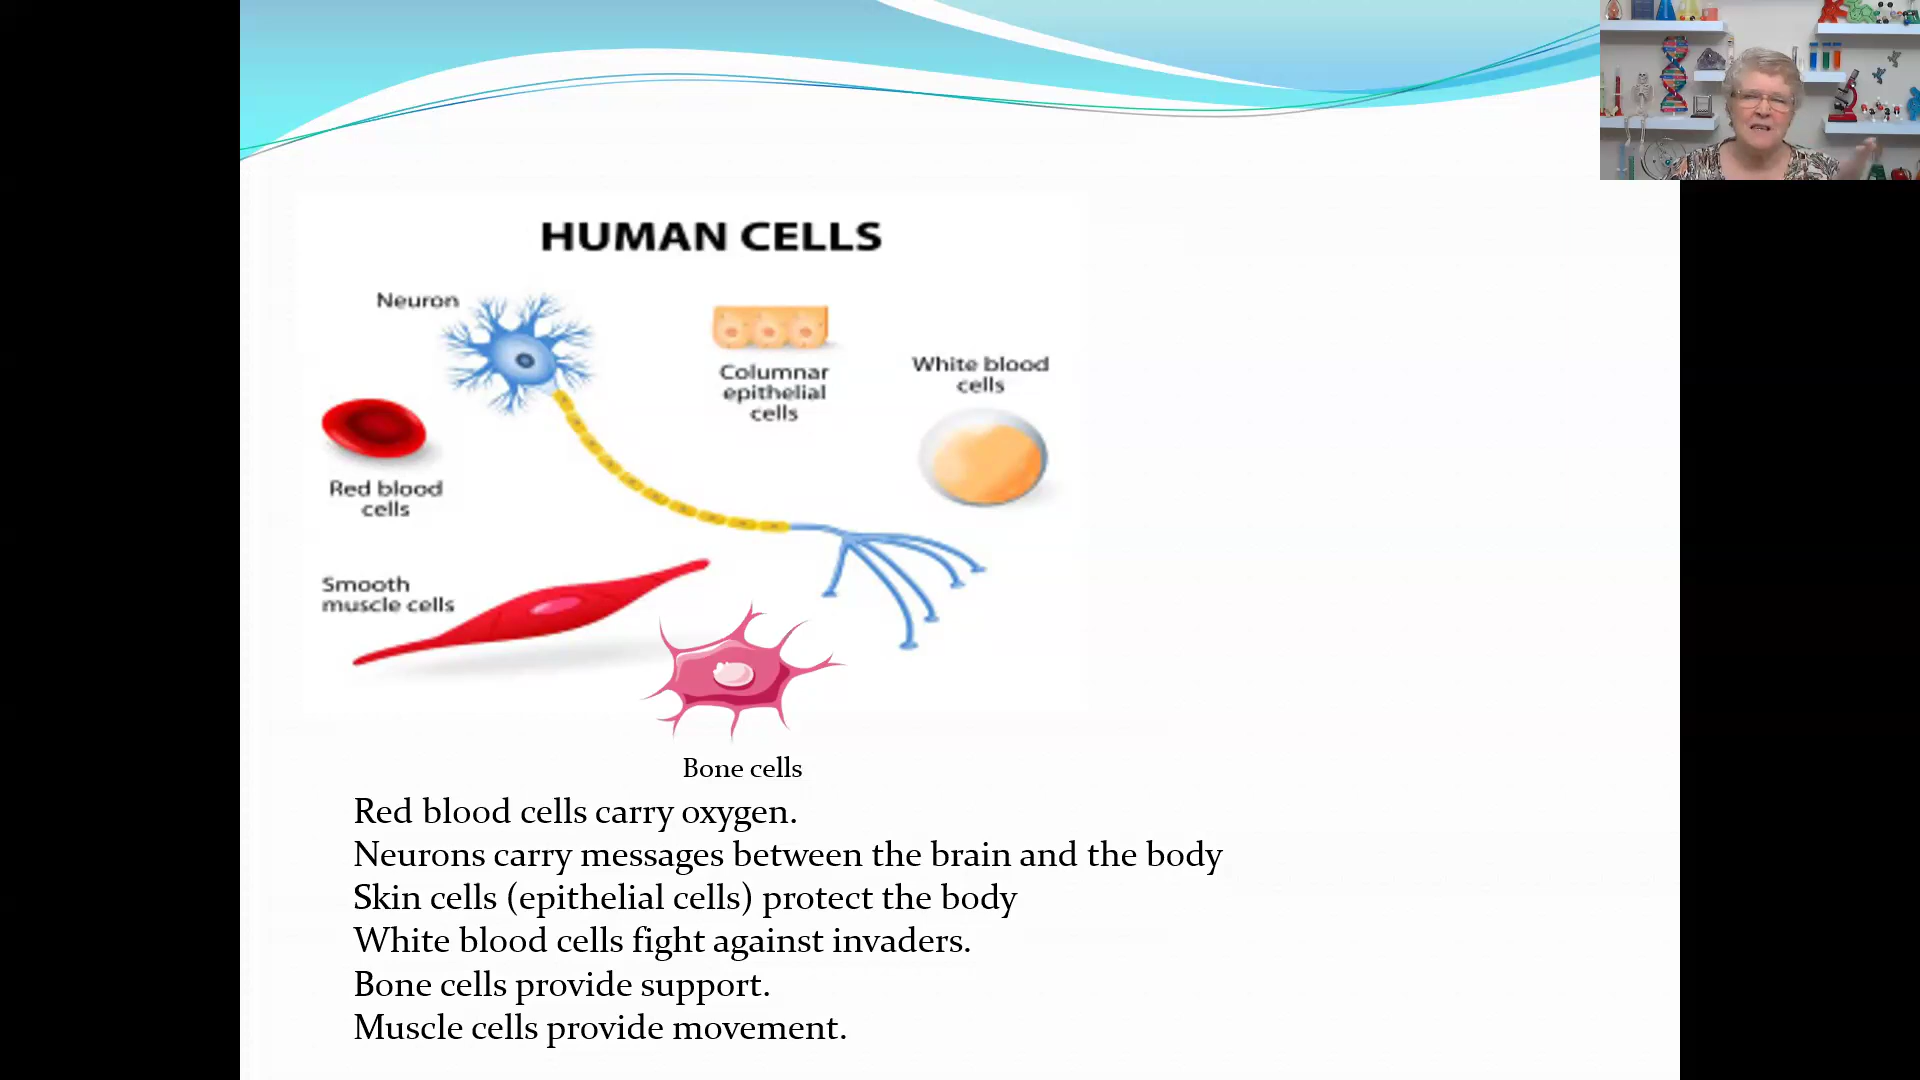 HUMAN CELLS
Neuron
Columnar
epithelial
cells
White blood
cells
Red blood
cells
Smooth
muscle cells
Bone cells
Red blood cells carry oxygen.
Neurons carry messages between the brain and the body
Skin cells (epithelial cells) protect the body
White blood cells fight against invaders.
Bone cells provide support.
Muscle cells provide movement.